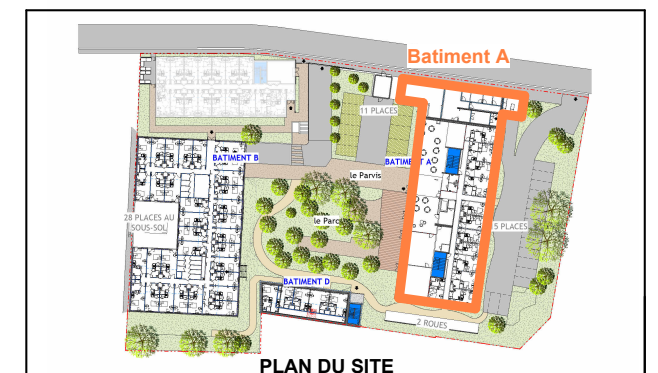 Batiment A
11 PLACES
BATIMENT B
BATIMENT A
le Parvis
28 PLACES AU
SOUS-SOL
le Parc
5 PLACES
BATIMENT D
2 ROUES
PLAN DU SITE